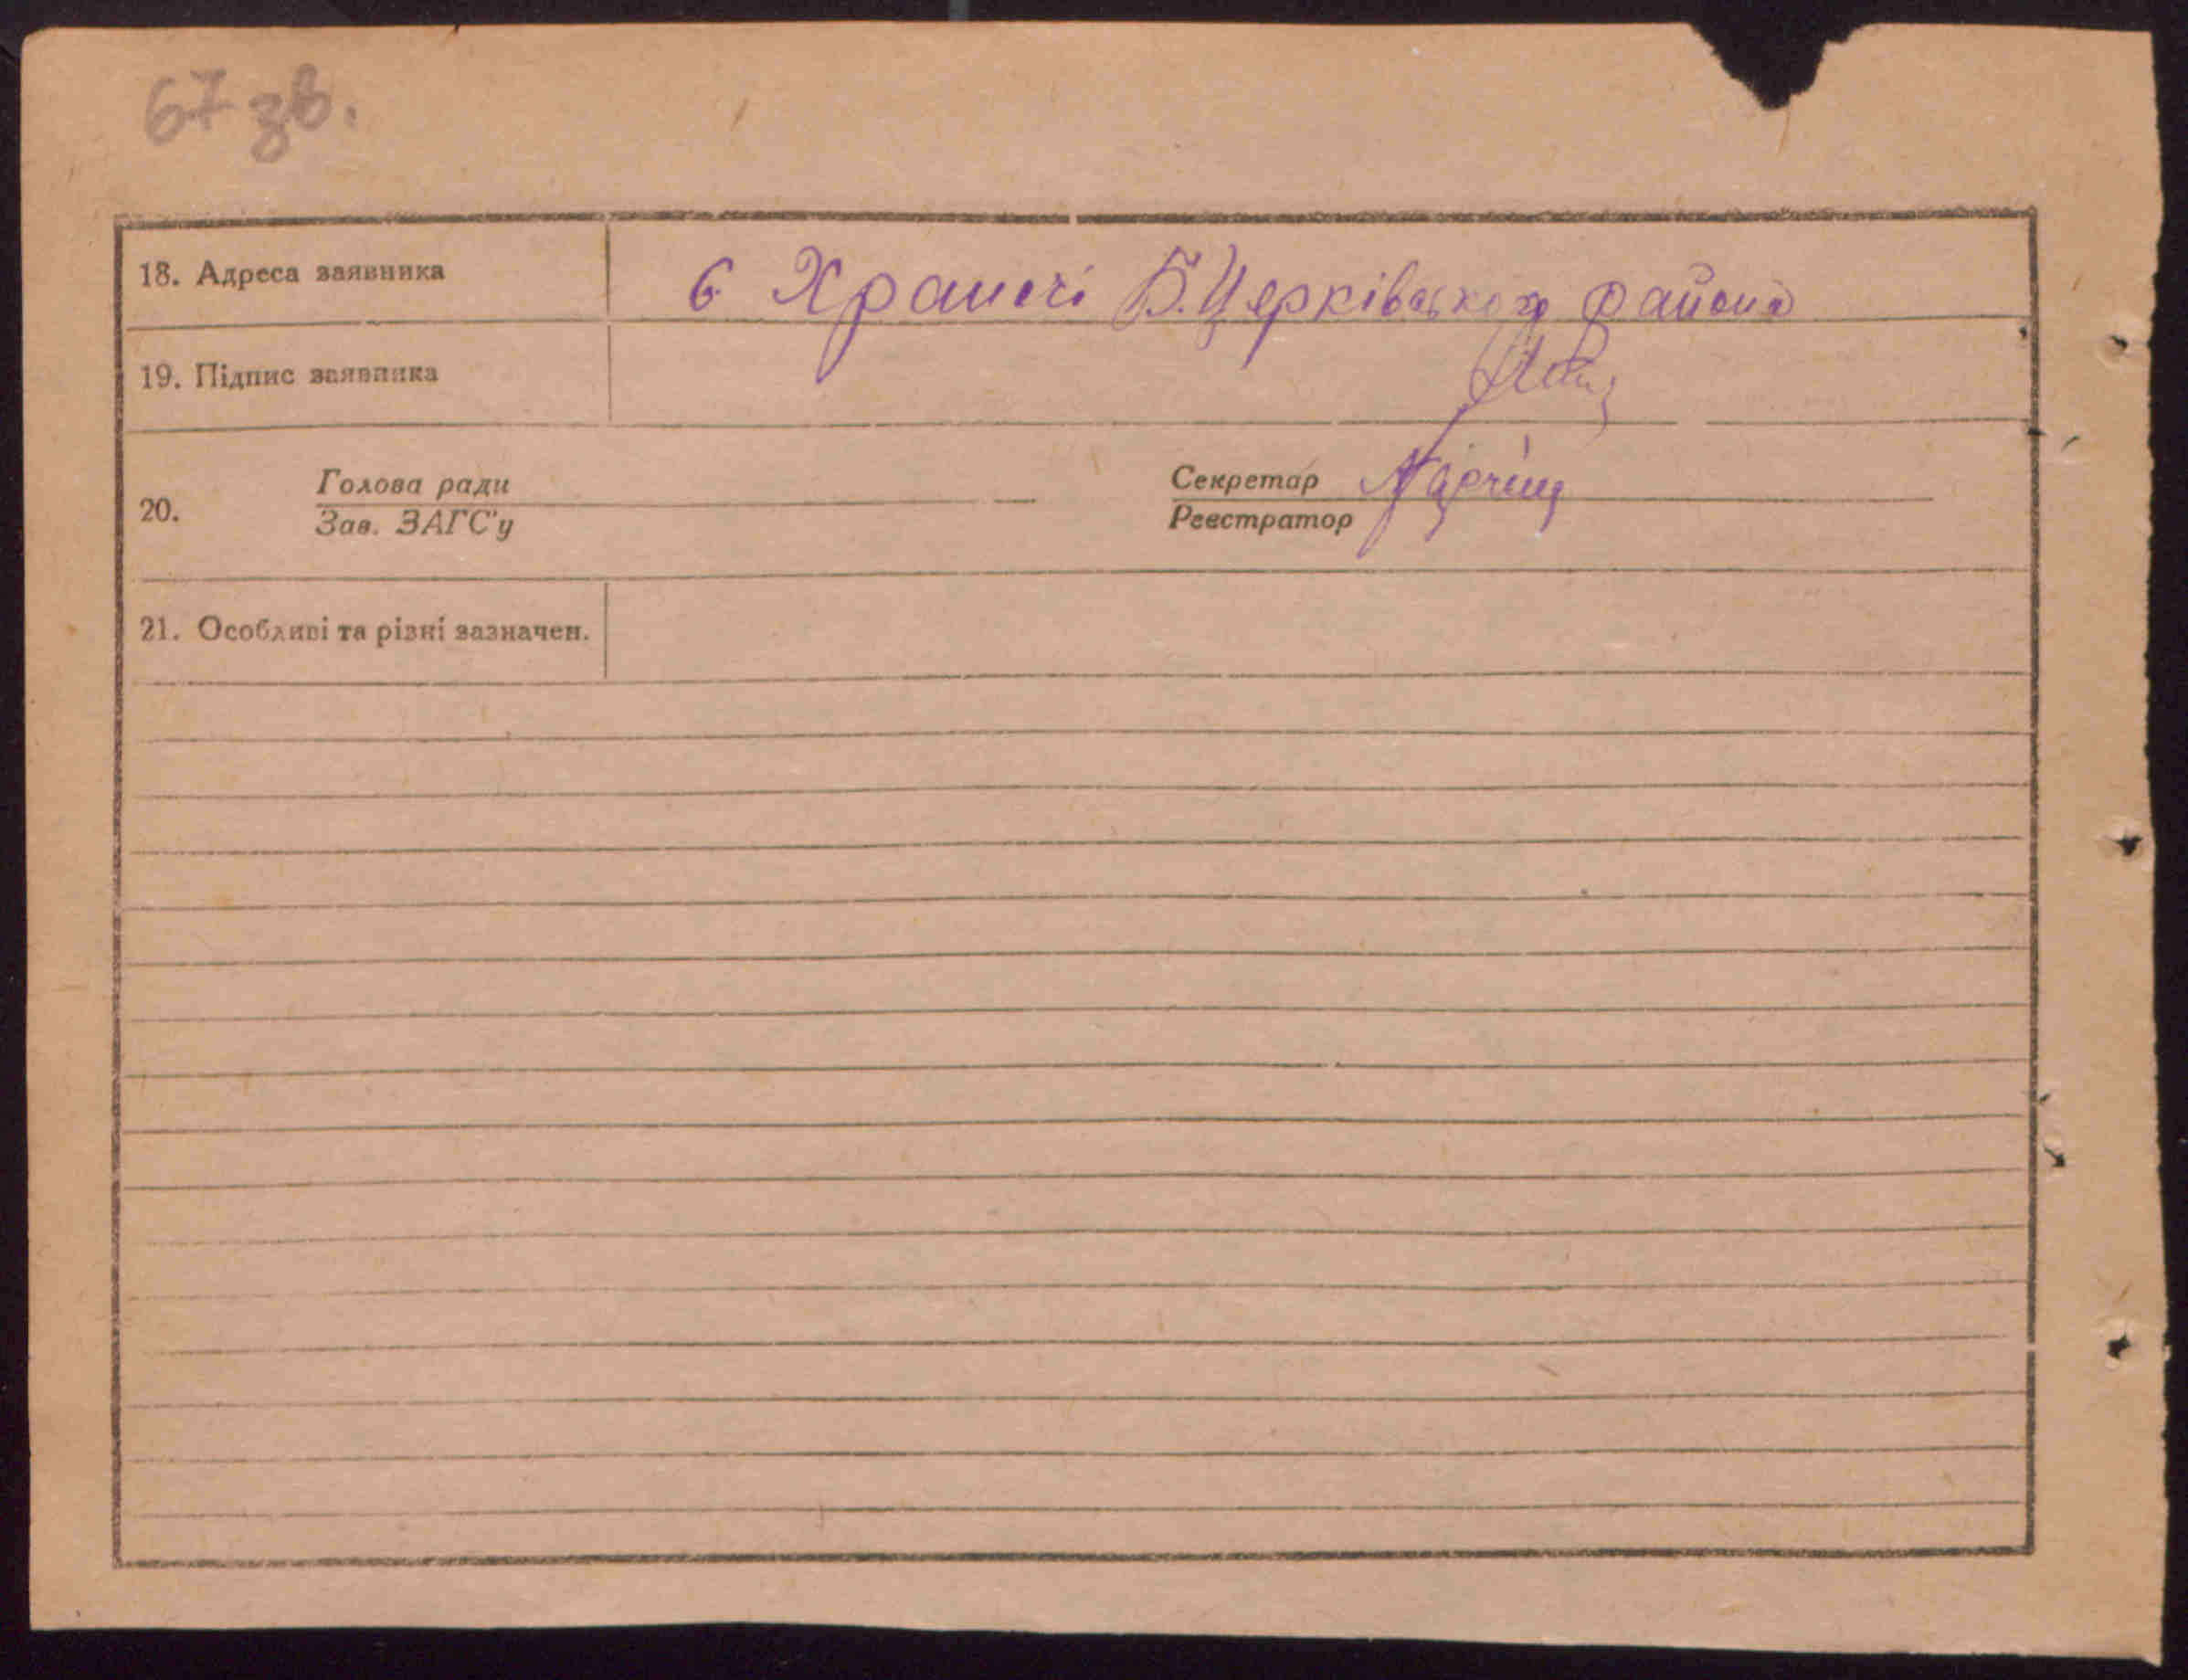 67 зв.
18. Адреса заявника с Храпачі Б.Церківського району
19. Підпис заявника
Голова ради Секретар
20.
Зав. ЗАГС'у Реєстратор
21. Особливі та різні зазначен.